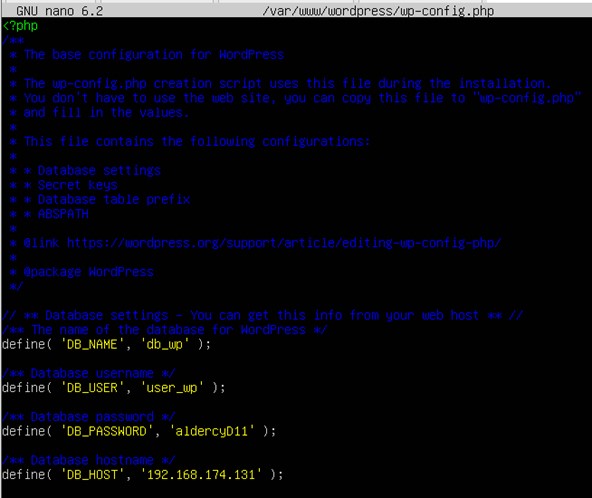 GNU nano 6.2 /var/www/wordpress/wp-config.php
<?php
/**
 * The base configuration for WordPress
 *
 * The wp-config.php creation script uses this file during the installation.
 * You don't have to use the web site, you can copy this file to "wp-config.php"
 * and fill in the values.
 *
 * This file contains the following configurations:
 *
 * * Database settings
 * * Secret keys
 * * Database table prefix
 * * ABSPATH
 *
 * @link https://wordpress.org/support/article/editing-wp-config-php/
 *
 * @package WordPress
 */
// ** Database settings - You can get this info from your web host ** //
/** The name of the database for WordPress */
define( 'DB_NAME', 'db_wp' );
/** Database username */
define( 'DB_USER', 'user_wp' );
/** Database password */
define( 'DB_PASSWORD', 'aldercyD11' );
/** Database hostname */
define( 'DB_HOST', '192.168.174.131' );